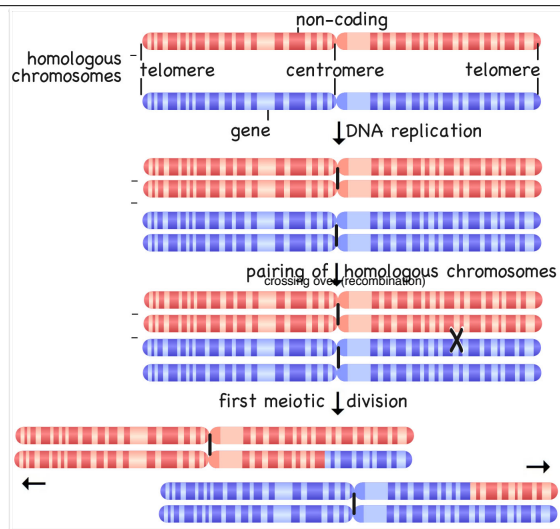 non-coding
homologous
chromosomes
telomere centromere telomere
gene
DNA replication
pairing of homologous chromosomes
crossing over (recombination)
first meiotic division